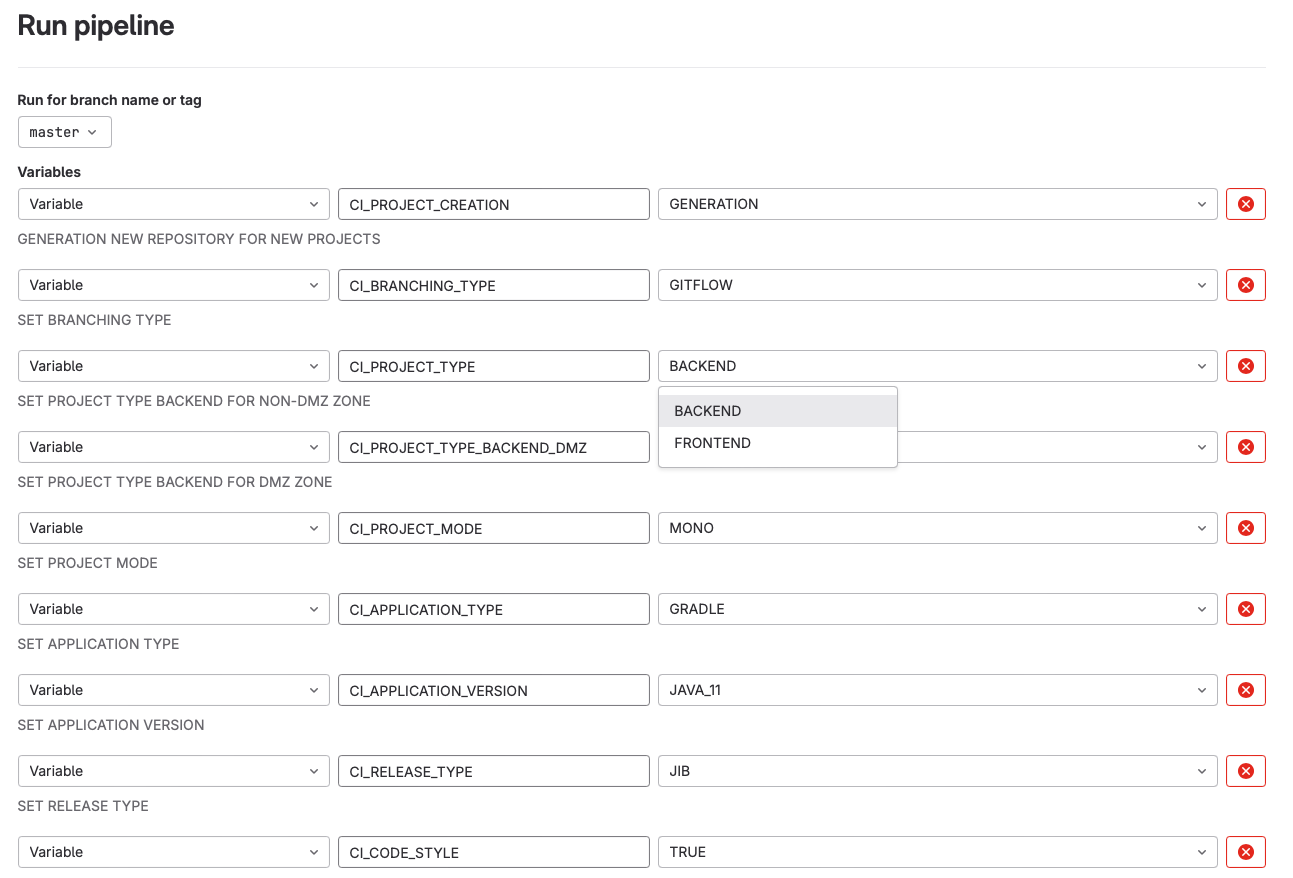 Run pipeline
Run for branch name or tag
master
Variables
Variable CI_PROJECT_CREATION GENERATION
GENERATION NEW REPOSITORY FOR NEW PROJECTS
Variable CI_BRANCHING_TYPE GITFLOW
SET BRANCHING TYPE
Variable CI_PROJECT_TYPE BACKEND
SET PROJECT TYPE BACKEND FOR NON-DMZ ZONE
BACKEND
FRONTEND
Variable CI_PROJECT_TYPE_BACKEND_DMZ
SET PROJECT TYPE BACKEND FOR DMZ ZONE
Variable CI_PROJECT_MODE MONO
SET PROJECT MODE
Variable CI_APPLICATION_TYPE GRADLE
SET APPLICATION TYPE
Variable CI_APPLICATION_VERSION JAVA_11
SET APPLICATION VERSION
Variable CI_RELEASE_TYPE JIB
SET RELEASE TYPE
Variable CI_CODE_STYLE TRUE